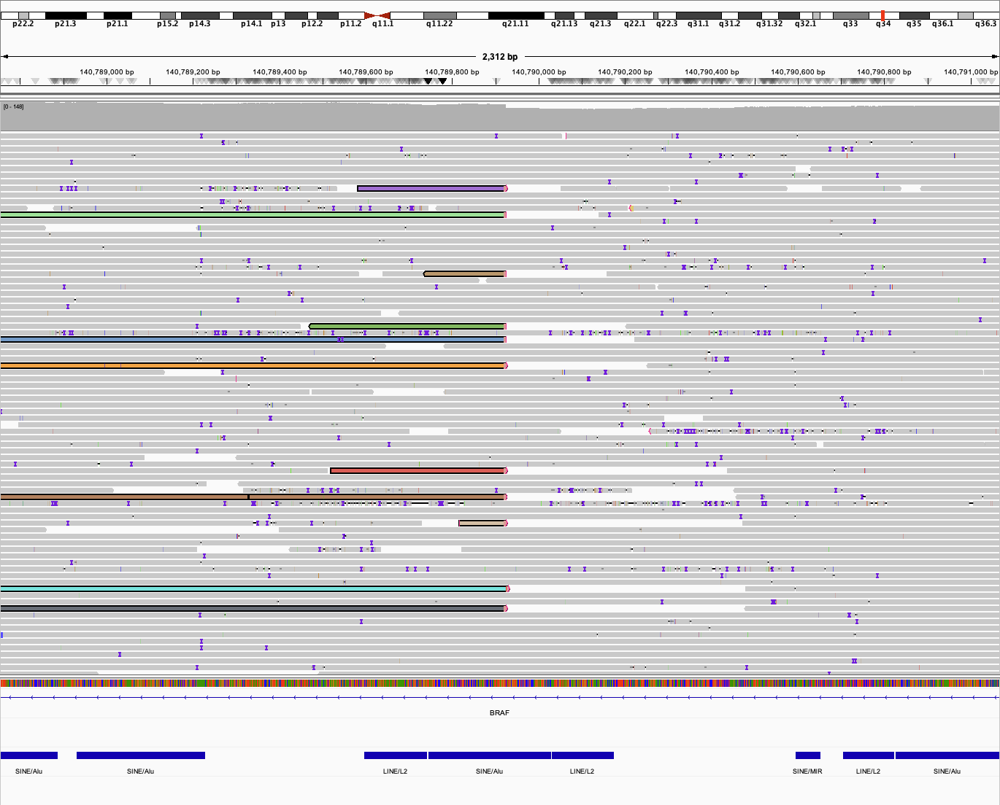 p22.2 p21.3 p21.1 p15.2 p14.3 p14.1 p13 p12.2 p11.2 q11.1 q11.22 q21.11 q21.13 q21.3 q22.1 q22.3 q31.1 q31.2 q31.32 q32.1 q33 q34 q35 q36.1 q36.3
2,312 bp
140,789,000 bp 140,789,200 bp 140,789,400 bp 140,789,600 bp 140,789,800 bp 140,790,000 bp 140,790,200 bp 140,790,400 bp 140,790,600 bp 140,790,800 bp 140,791,000 bp
[0 - 148]
BRAF
SINE/Alu SINE/Alu LINE/L2 SINE/Alu LINE/L2 SINE/MIR LINE/L2 SINE/Alu